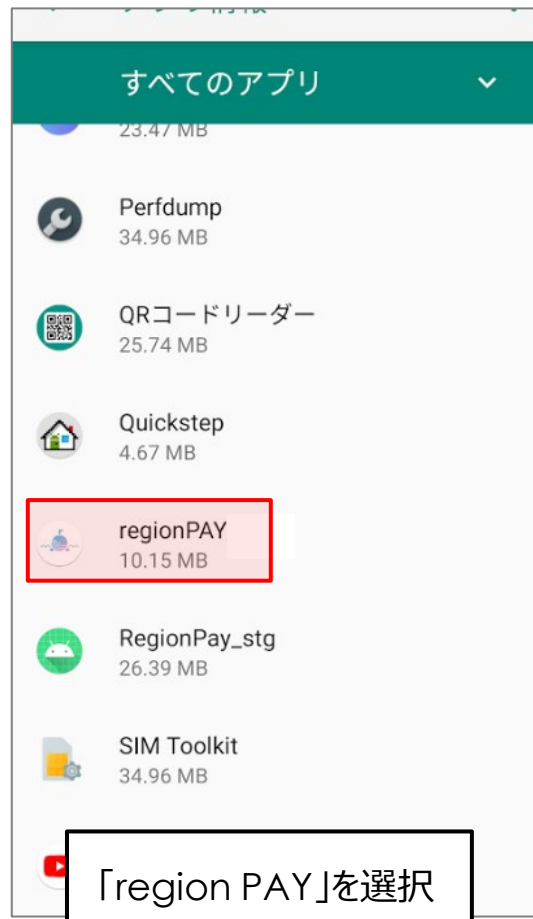 すべてのアプリ
23.47 MB
Perfdump
34.96 MB
QRコードリーダー
25.74 MB
Quickstep
4.67 MB
regionPAY
10.15 MB
RegionPay_stg
26.39 MB
SIM Toolkit
34.96 MB
「region PAY」を選択